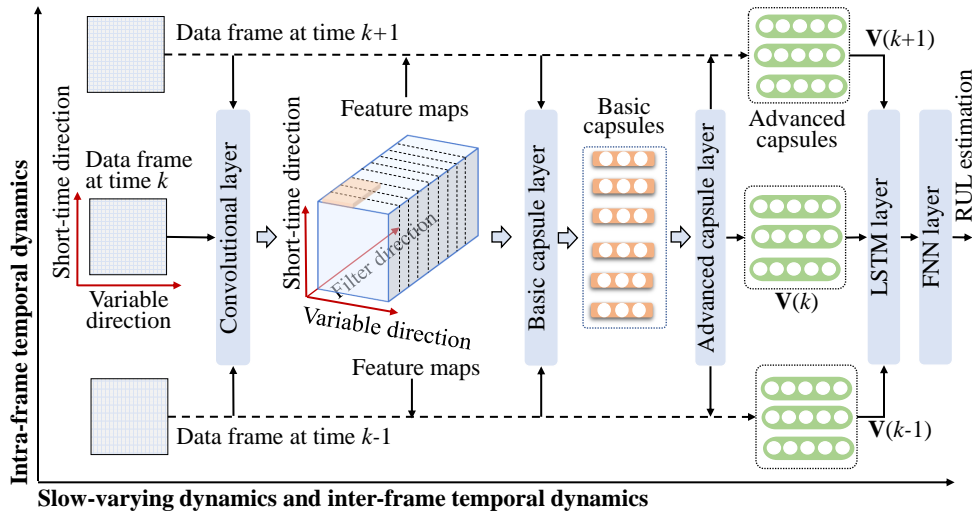 Data frame at time k+1
V(k+1)
Feature maps
Basic
capsules
Advanced
capsules
Short-time direction
Data frame
at time k
Variable
direction
Convolutional layer
Short-time direction
Filter direction
Variable direction
Basic capsule layer
Advanced capsule layer
V(k)
LSTM layer
FNN layer
RUL estimation
Feature maps
Data frame at time k-1
V(k-1)
Intra-frame temporal dynamics
Slow-varying dynamics and inter-frame temporal dynamics